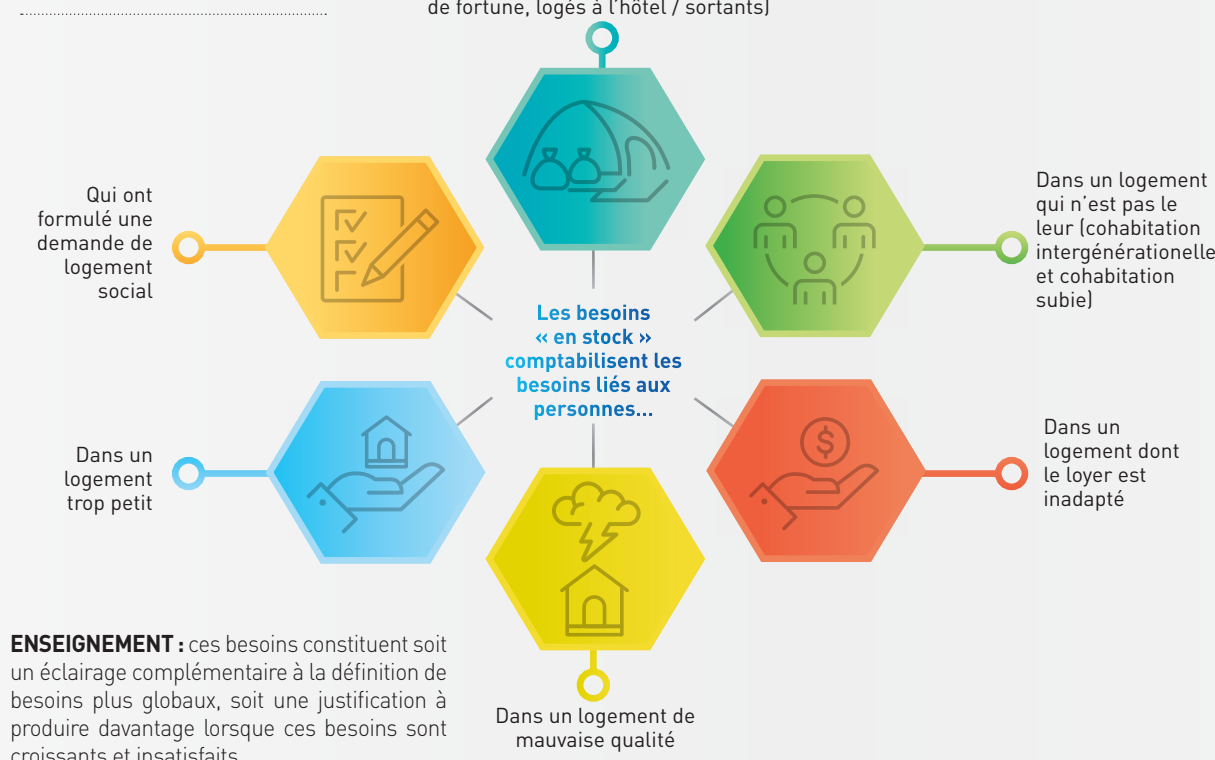 de fortune, logés à l'hôtel / sortants)
Qui ont
formulé une
demande de
logement
social
Dans un logement
qui n'est pas le
leur (cohabitation
intergénérationelle
et cohabitation
subie)
Les besoins
« en stock »
comptabilisent les
besoins liés aux
personnes...
Dans un
logement
trop petit
Dans un
logement dont
le loyer est
inadapté
$
Dans un logement de
mauvaise qualité
ENSEIGNEMENT : ces besoins constituent soit
un éclairage complémentaire à la définition de
besoins plus globaux, soit une justification à
produire davantage lorsque ces besoins sont
croissants et insatisfaits